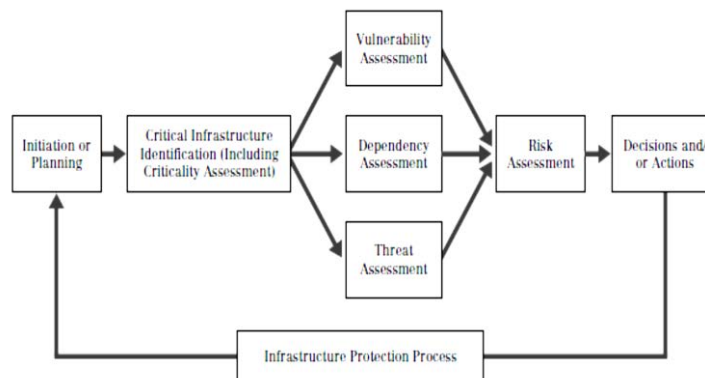 Vulnerability
Assessment
Initiation or
Planning
Critical Infrastructure
Identification (Including
Criticality Assessment)
Dependency
Assessment
Risk
Assessment
Decisions and/
or Actions
Threat
Assessment
Infrastructure Protection Process